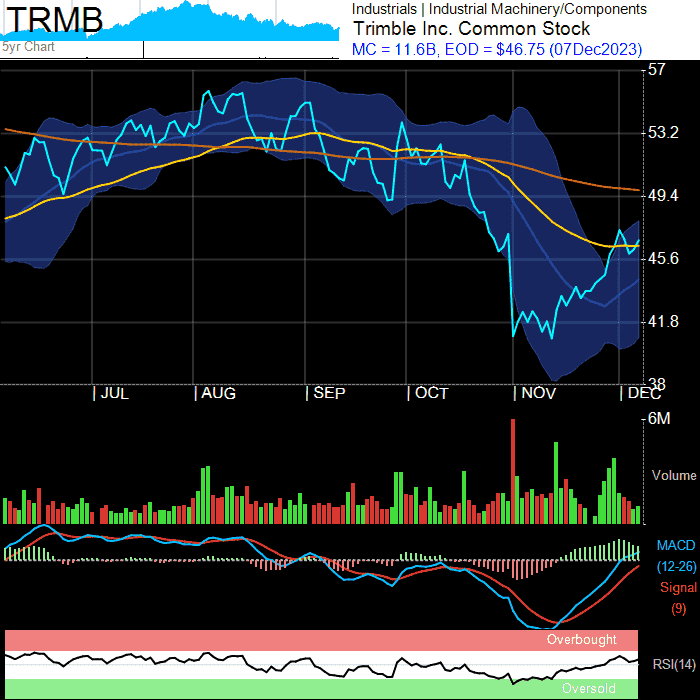 TRMB
5yr Chart
Industrials | Industrial Machinery/Components
Trimble Inc. Common Stock
MC = 11.6B, EOD = $46.75 (07Dec2023)
57
53.2
49.4
45.6
41.8
38
JUL
AUG
SEP
OCT
NOV
DEC
6M
Volume
MACD
(12-26)
Signal
(9)
Overbought
RSI(14)
Oversold